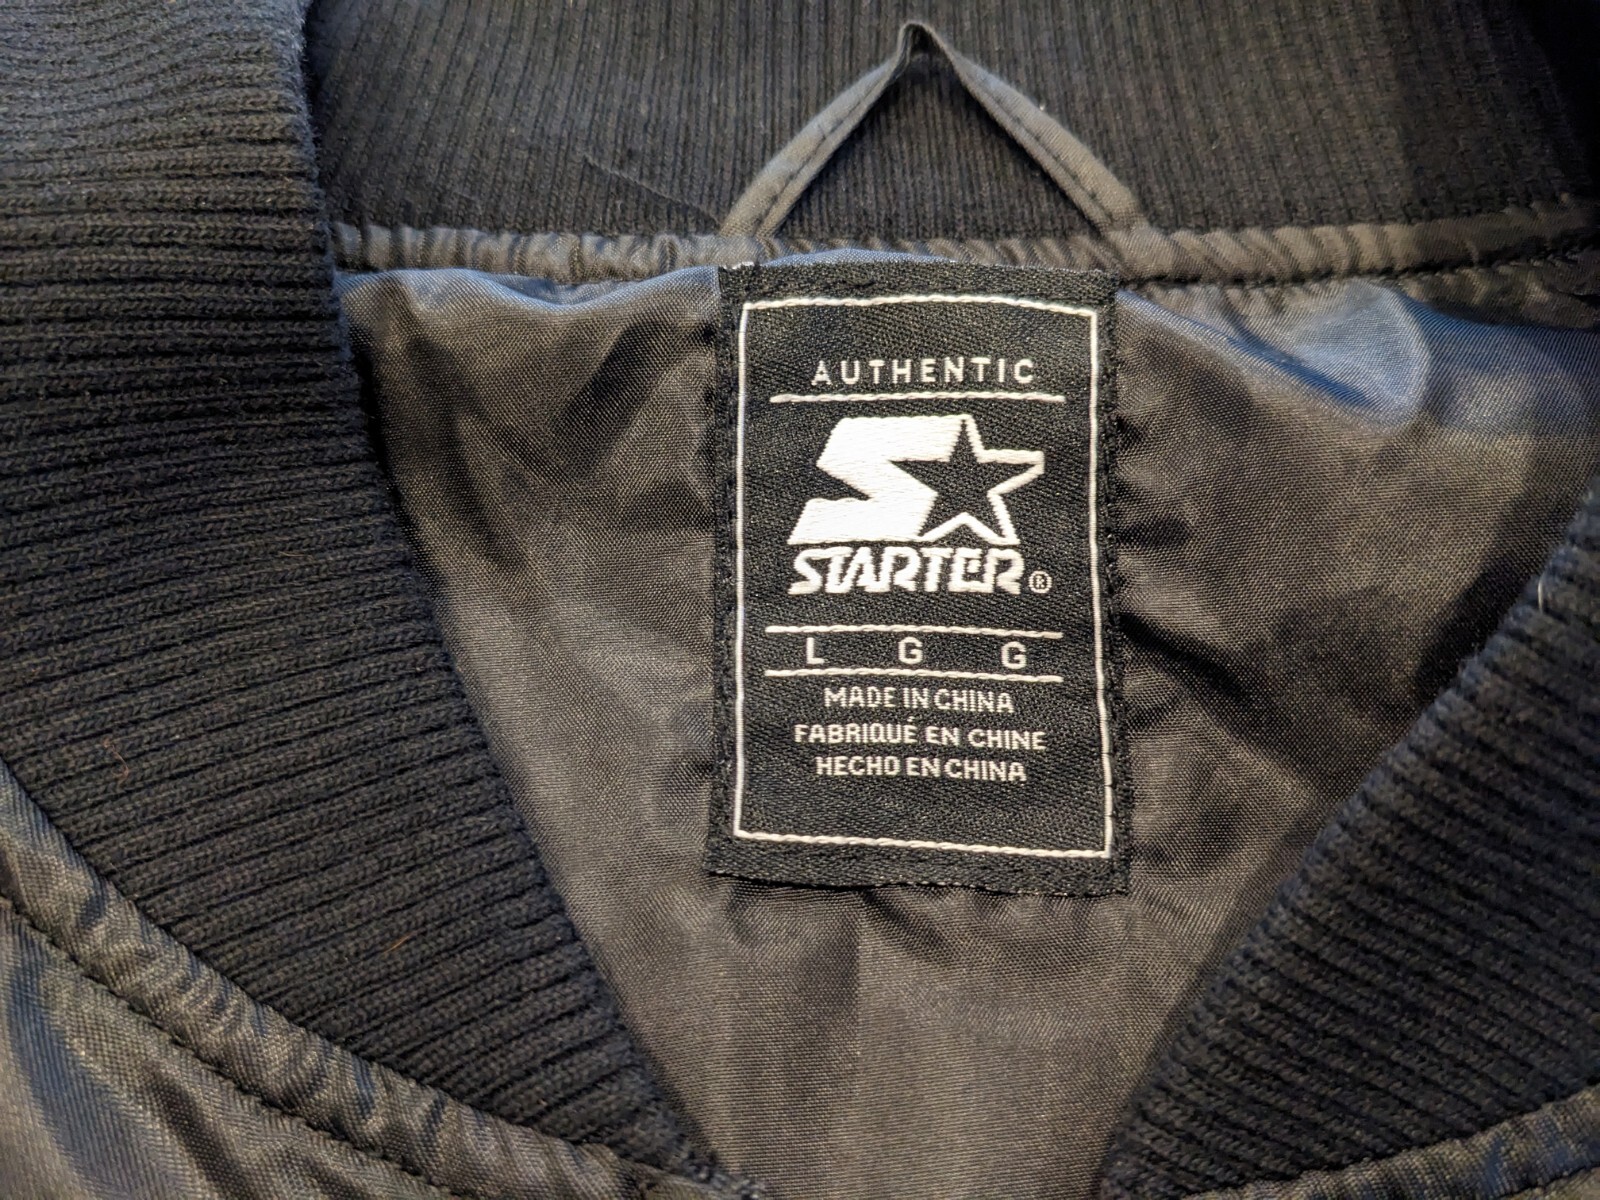 AUTHENTIC
STARTER®
L G G
MADE IN CHINA
FABRIQUÉ EN CHINE
HECHO EN CHINA